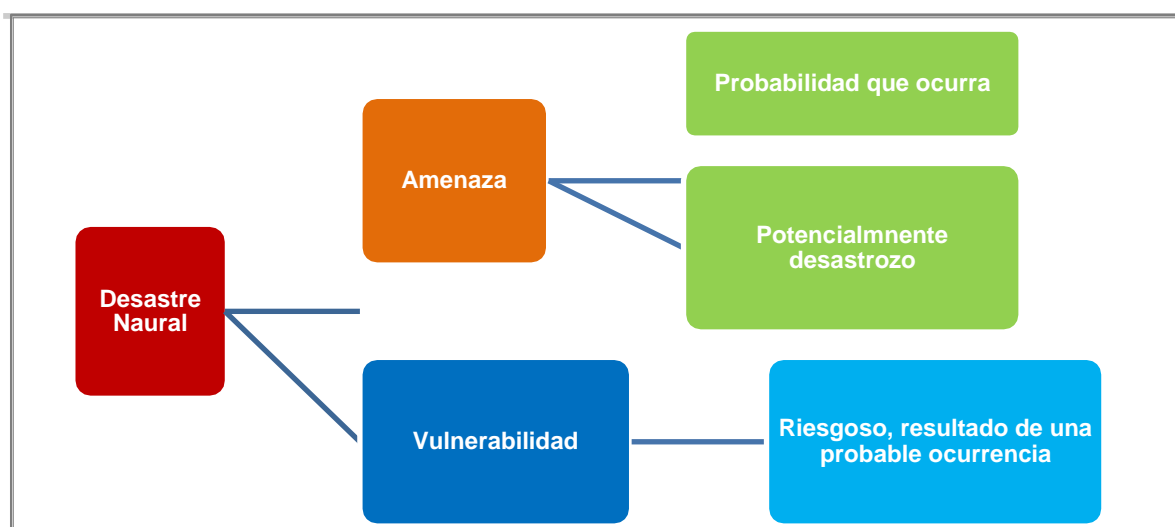 Probabilidad que ocurra
Amenaza
Potencialmnente
desastrozo
Desastre
Naural
Vulnerabilidad
Riesgoso, resultado de una
probable ocurrencia